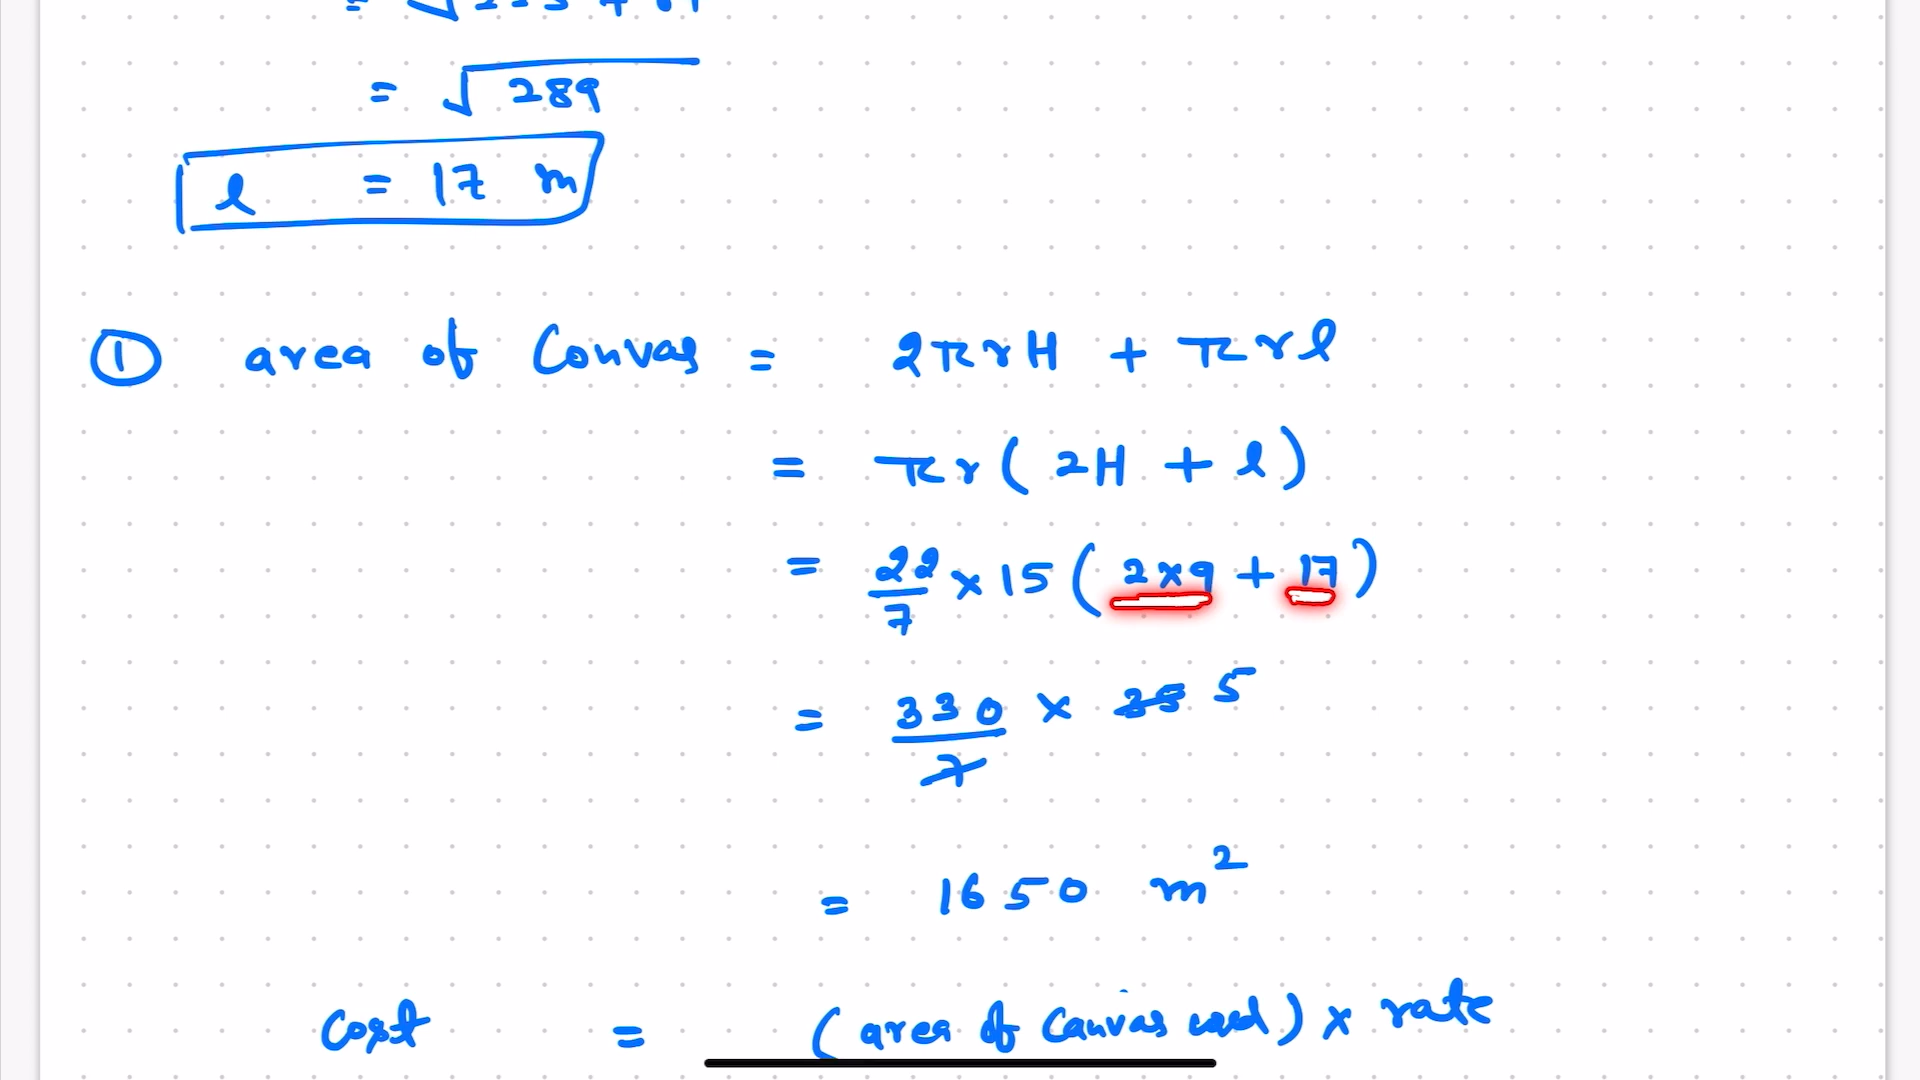 = √289
l = 17 m
① area of Convas = 2πrH + πrl
= πr(2H + l)
= 22/7 × 15(2×9 + 17)
= 330/7 × 35 5
= 1650 m²
Cost = (area of Canvas used) × rate